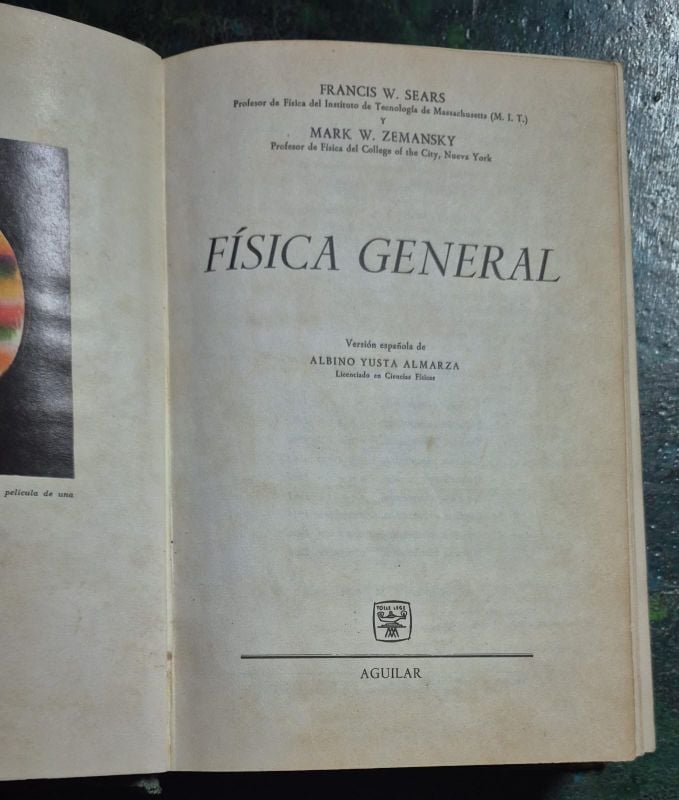 película de una
FRANCIS W. SEARS
Profesor de Física del Instituto de Tecnología de Massachusetta (M. I. T.)
Y
MARK W. ZEMANSKY
Profesor de Física del College of the City, Nueva York
FÍSICA GENERAL
Versión española de
ALBINO YUSTA ALMARZA
Licenciado en Ciencias Físicas
TOLLE LEGE
AGUILAR